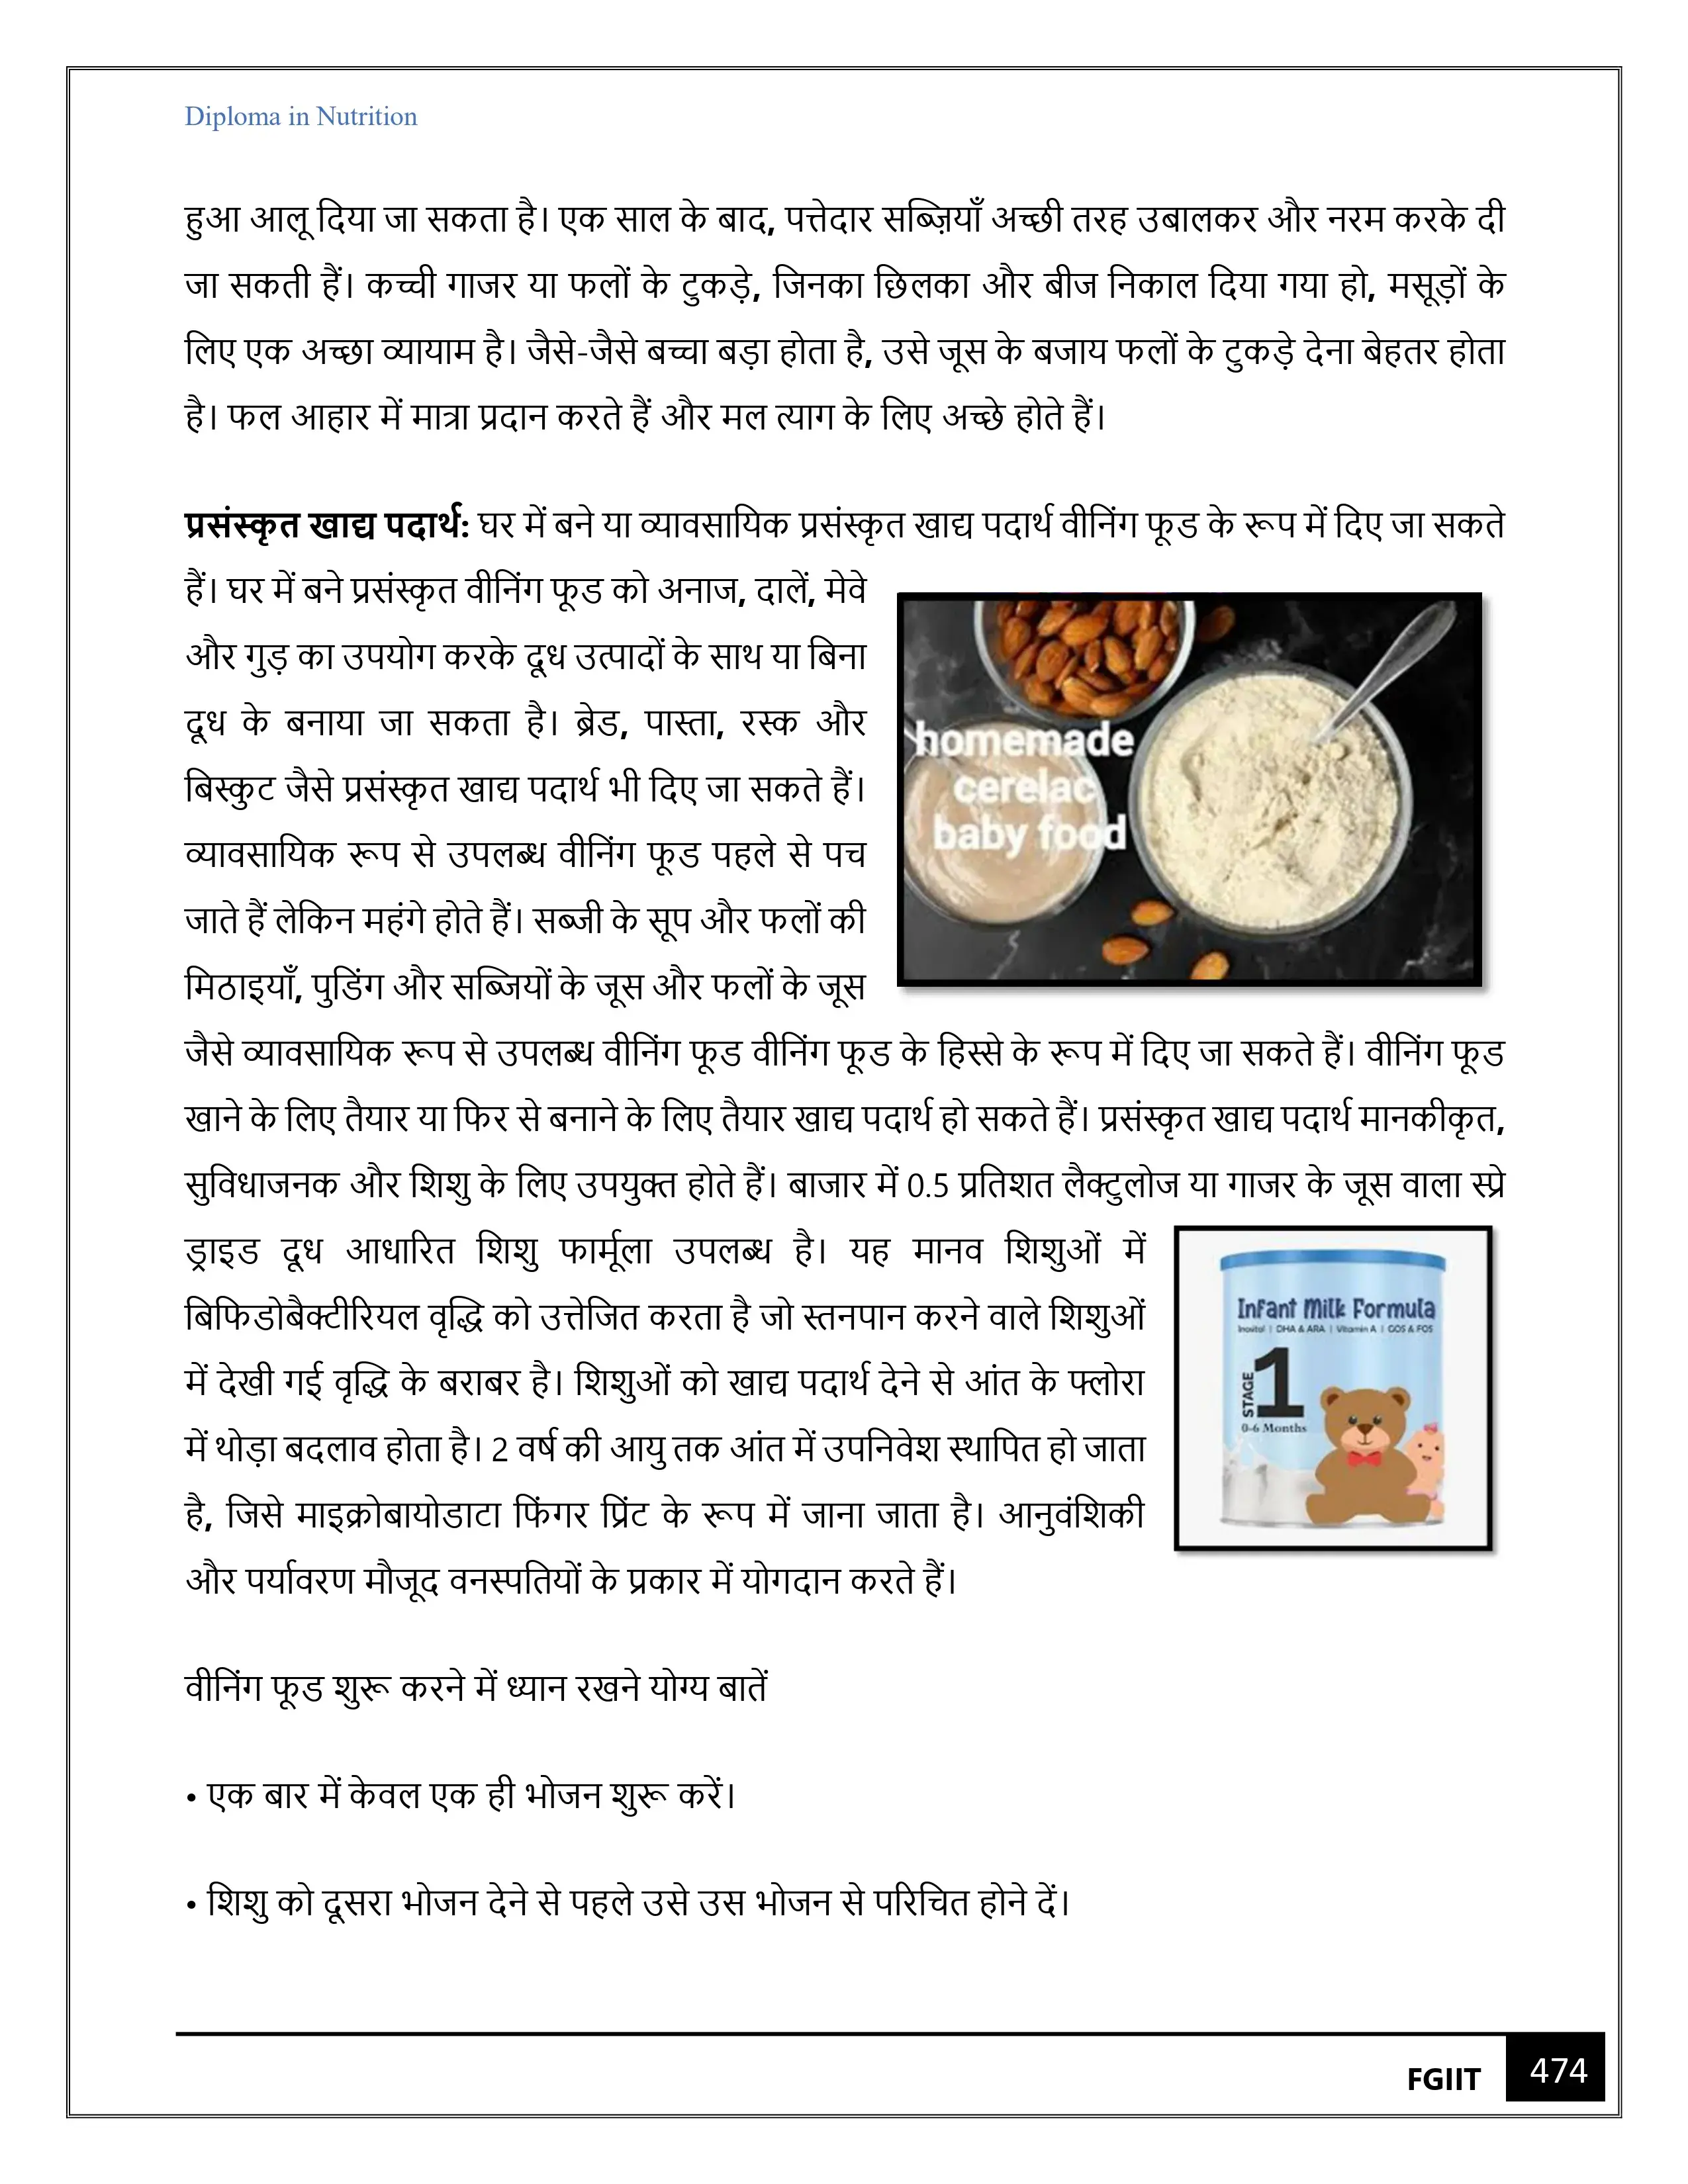 Diploma in Nutrition
हुआ आलू दिया जा सकता है। एक साल के बाद, पत्तेदार सब्ज़ियाँ अच्छी तरह उबालकर और नरम करके दी
जा सकती हैं। कच्ची गाजर या फलों के टुकड़े, जिनका छिलका और बीज निकाल दिया गया हो, मसूड़ों के
लिए एक अच्छा व्यायाम है। जैसे-जैसे बच्चा बड़ा होता है, उसे जूस के बजाय फलों के टुकड़े देना बेहतर होता
है। फल आहार में मात्रा प्रदान करते हैं और मल त्याग के लिए अच्छे होते हैं।
प्रसंस्कृत खाद्य पदार्थ: घर में बने या व्यावसायिक प्रसंस्कृत खाद्य पदार्थ वीनिंग फूड के रूप में दिए जा सकते
हैं। घर में बने प्रसंस्कृत वीनिंग फूड को अनाज, दालें, मेवे
और गुड़ का उपयोग करके दूध उत्पादों के साथ या बिना
दूध के बनाया जा सकता है। ब्रेड, पास्ता, रस्क और
बिस्कुट जैसे प्रसंस्कृत खाद्य पदार्थ भी दिए जा सकते हैं।
व्यावसायिक रूप से उपलब्ध वीनिंग फूड पहले से पच
जाते हैं लेकिन महंगे होते हैं। सब्जी के सूप और फलों की
मिठाइयाँ, पुडिंग और सब्जियों के जूस और फलों के जूस
homemade
cerelac
baby food
जैसे व्यावसायिक रूप से उपलब्ध वीनिंग फूड वीनिंग फूड के हिस्से के रूप में दिए जा सकते हैं। वीनिंग फूड
खाने के लिए तैयार या फिर से बनाने के लिए तैयार खाद्य पदार्थ हो सकते हैं। प्रसंस्कृत खाद्य पदार्थ मानकीकृत,
सुविधाजनक और शिशु के लिए उपयुक्त होते हैं। बाजार में 0.5 प्रतिशत लैक्टुलोज या गाजर के जूस वाला स्प्रे
ड्राइड दूध आधारित शिशु फार्मूला उपलब्ध है। यह मानव शिशुओं में
बिफिडोबैक्टीरियल वृद्धि को उत्तेजित करता है जो स्तनपान करने वाले शिशुओं
में देखी गई वृद्धि के बराबर है। शिशुओं को खाद्य पदार्थ देने से आंत के फ्लोरा
में थोड़ा बदलाव होता है। 2 वर्ष की आयु तक आंत में उपनिवेश स्थापित हो जाता
है, जिसे माइक्रोबायोडाटा फिंगर प्रिंट के रूप में जाना जाता है। आनुवंशिकी
और पर्यावरण मौजूद वनस्पतियों के प्रकार में योगदान करते हैं।
Infant Milk Formula
Inositol | DHA & ARA | Vitamin A | GOS & FOS
STAGE 1
0-6 Months
वीनिंग फूड शुरू करने में ध्यान रखने योग्य बातें
• एक बार में केवल एक ही भोजन शुरू करें।
• शिशु को दूसरा भोजन देने से पहले उसे उस भोजन से परिचित होने दें।
FGIIT 474